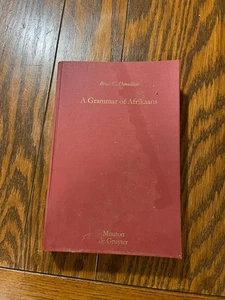 Bruce C. Donaldson
A Grammar of Afrikaans
Mouton
de Gruyter